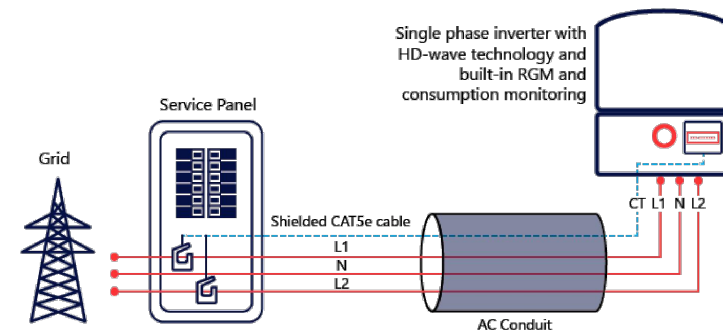 Single phase inverter with
HD-wave technology and
built-in RGM and
consumption monitoring
Service Panel
Grid
CT L1 N L2
Shielded CAT5e cable
L1
N
L2
AC Conduit